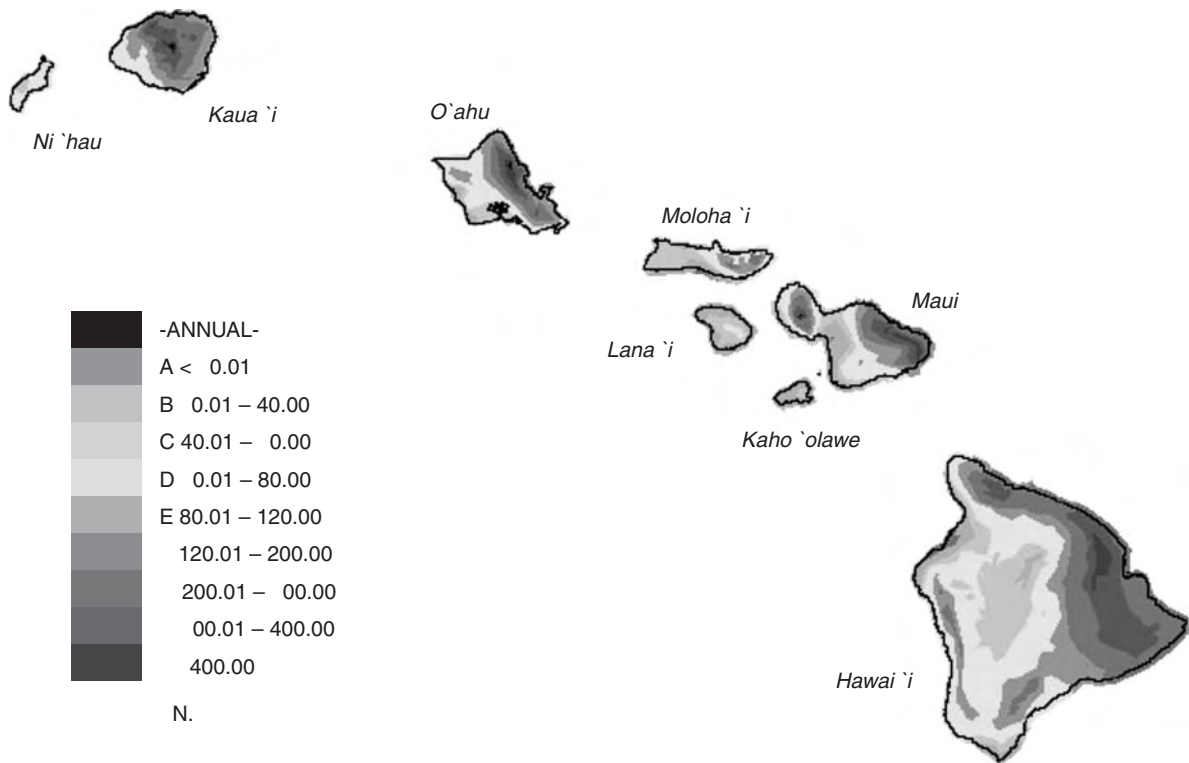 Ni `hau
Kaua `i
O`ahu
Moloha `i
Maui
Lana `i
Kaho `olawe
Hawai `i
-ANNUAL-
A < 0.01
B 0.01 – 40.00
C 40.01 – 0.00
D 0.01 – 80.00
E 80.01 – 120.00
120.01 – 200.00
200.01 – 00.00
00.01 – 400.00
400.00
N.